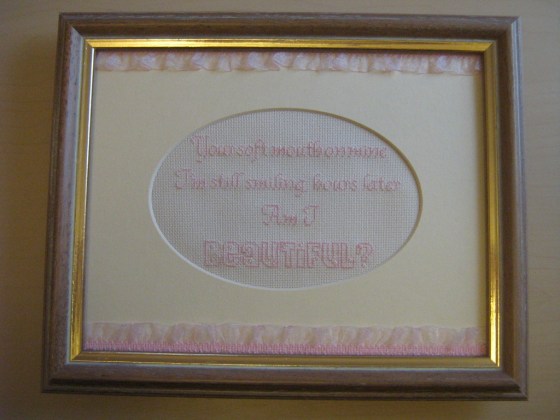 Your soft mouth on mine
I'm still smiling hours later
Am I
BEAUTiFUL?